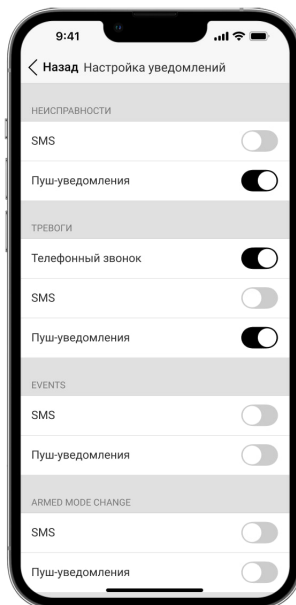 9:41
Назад Настройка уведомлений
НЕИСПРАВНОСТИ
SMS
Пуш-уведомления
ТРЕВОГИ
Телефонный звонок
SMS
Пуш-уведомления
EVENTS
SMS
Пуш-уведомления
ARMED MODE CHANGE
SMS
Пуш-уведомления